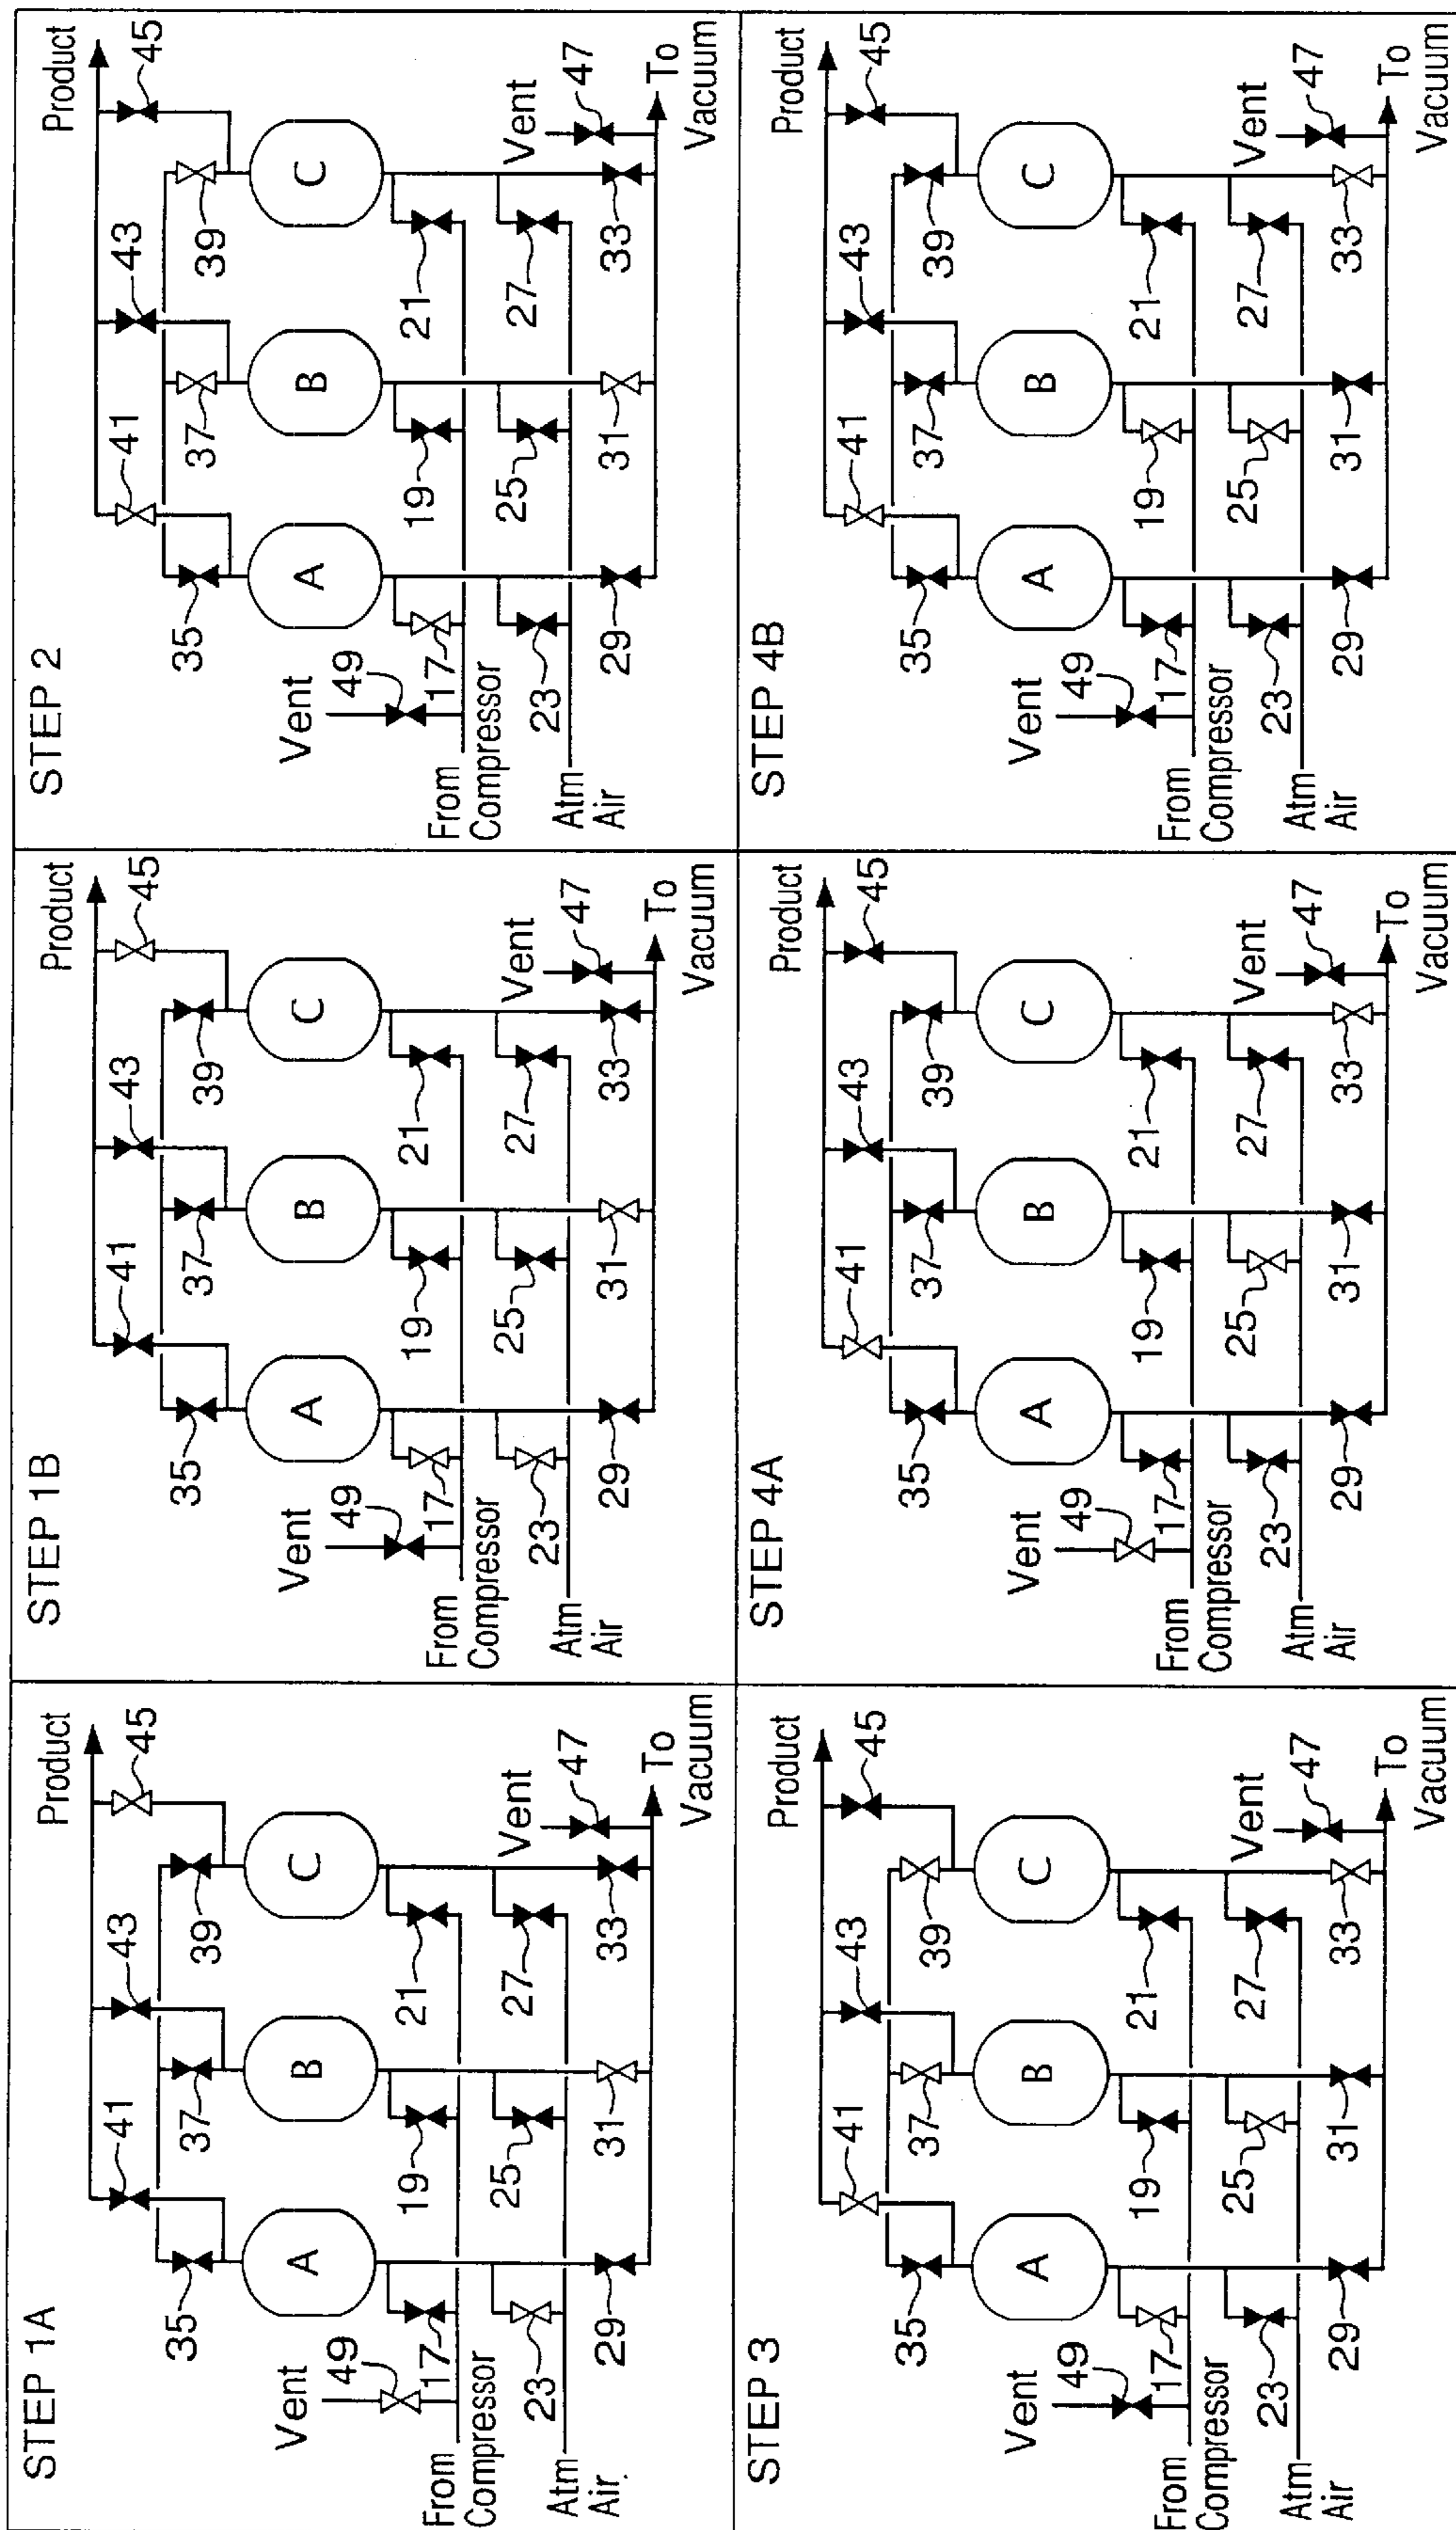 STEP 1A
Product
41 43 45
35 37 39
A B C
Vent
49
17 19 21
From
Compressor
Vent
47
23 25 27
Atm
Air
29 31 33
To
Vacuum
STEP 1B
Product
41 43 45
35 37 39
A B C
Vent
49
17 19 21
From
Compressor
Vent
47
23 25 27
Atm
Air
29 31 33
To
Vacuum
STEP 2
Product
41 43 45
35 37 39
A B C
Vent
49
17 19 21
From
Compressor
Vent
47
23 25 27
Atm
Air
29 31 33
To
Vacuum
STEP 3
Product
41 43 45
35 37 39
A B C
Vent
49
17 19 21
From
Compressor
Vent
47
23 25 27
Atm
Air
29 31 33
To
Vacuum
STEP 4A
Product
41 43 45
35 37 39
A B C
Vent
49
17 19 21
From
Compressor
Vent
47
23 25 27
Atm
Air
29 31 33
To
Vacuum
STEP 4B
Product
41 43 45
35 37 39
A B C
Vent
49
17 19 21
From
Compressor
Vent
47
23 25 27
Atm
Air
29 31 33
To
Vacuum